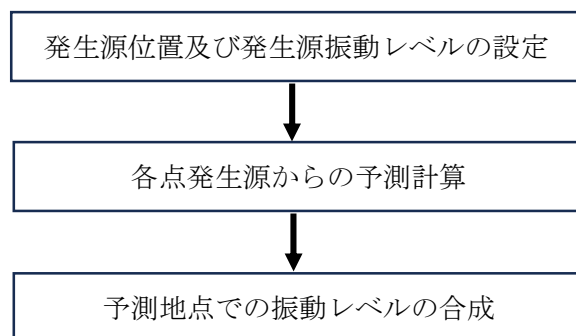 発生源位置及び発生源振動レベルの設定
各点発生源からの予測計算
予測地点での振動レベルの合成